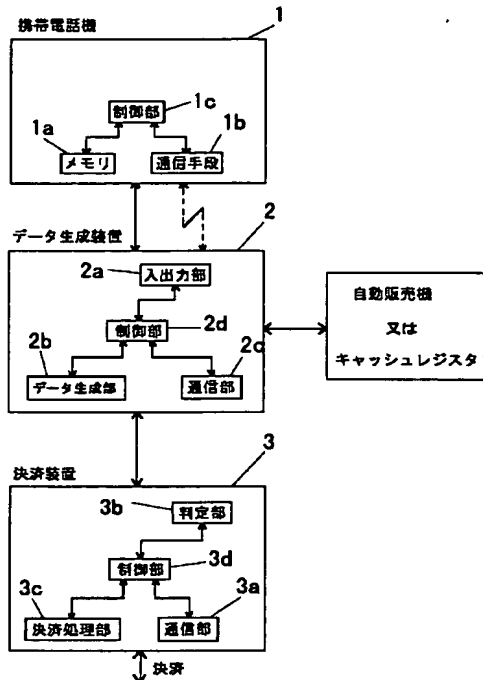 携帯電話機
1
制御部
1c
1a
1b
メモリ
通信手段
データ生成装置
2
2a
入出力部
制御部
2d
2b
2c
データ生成部
通信部
自動販売機
又は
キャッシュレジスタ
決済装置
3
3b
判定部
制御部
3d
3c
3a
決済処理部
通信部
決済